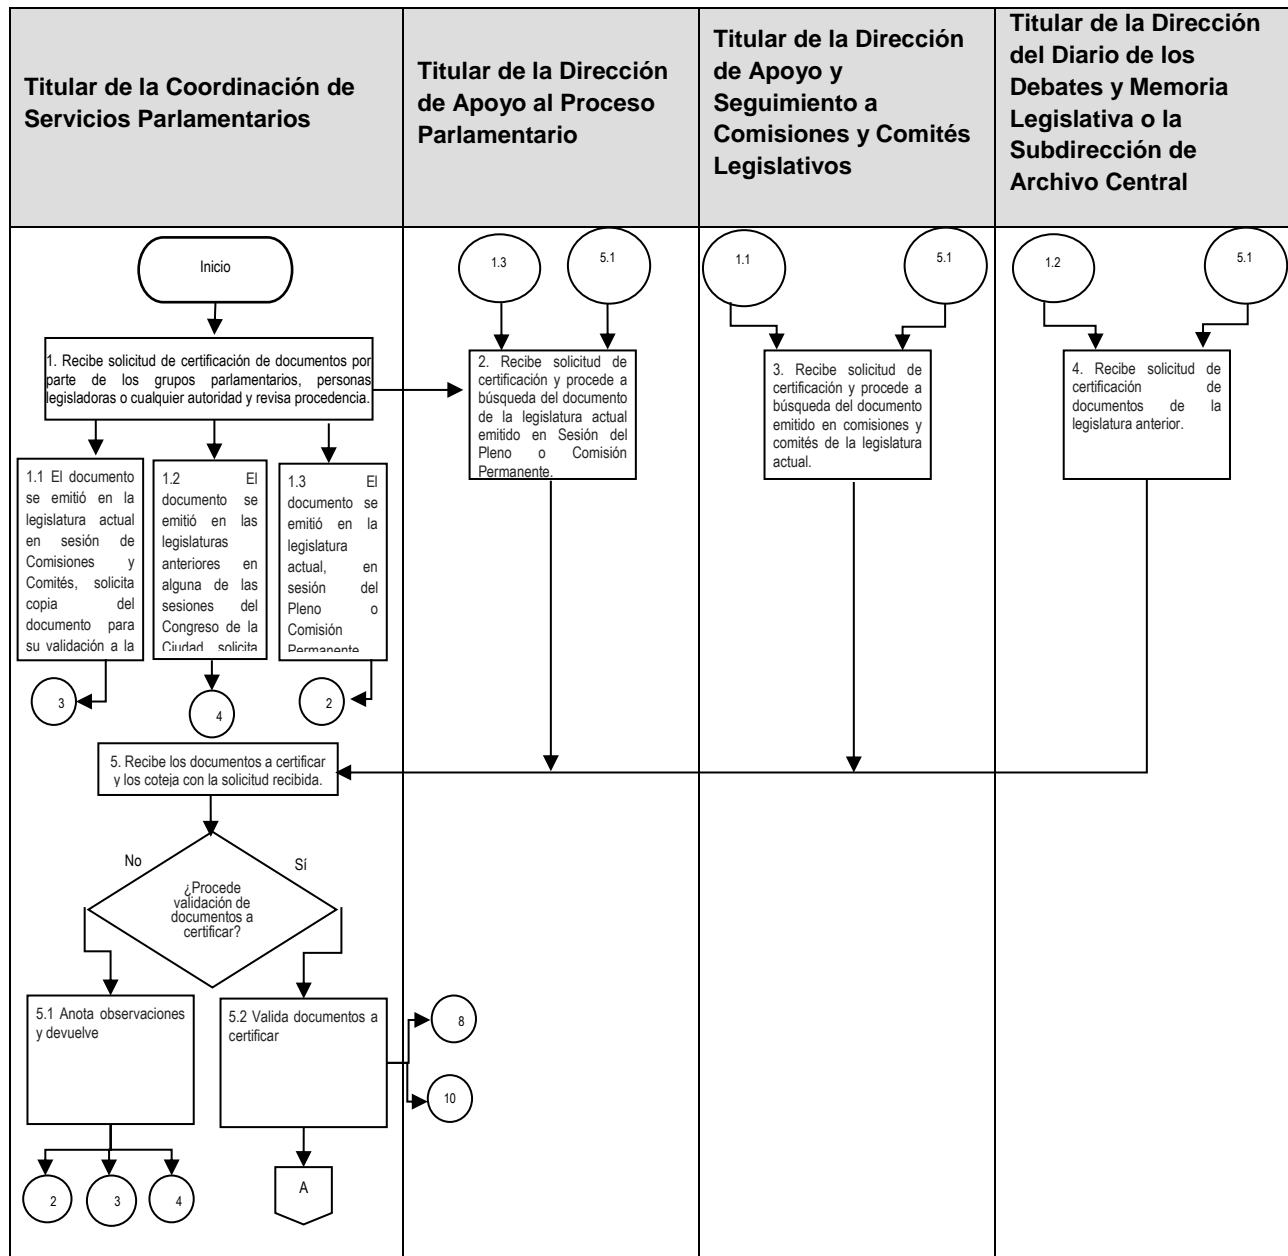 Titular de la Coordinación de
Servicios Parlamentarios
Titular de la Dirección
de Apoyo al Proceso
Parlamentario
Titular de la Dirección
de Apoyo y
Seguimiento a
Comisiones y Comités
Legislativos
Titular de la Dirección
del Diario de los
Debates y Memoria
Legislativa o la
Subdirección de
Archivo Central
Inicio
1. Recibe solicitud de certificación de documentos por
parte de los grupos parlamentarios, personas
legisladoras o cualquier autoridad y revisa procedencia.
1.1 El documento
se emitió en la
legislatura actual
en sesión de
Comisiones y
Comités, solicita
copia del
documento para
su validación a la
1.2 El
documento se
emitió en las
legislaturas
anteriores en
alguna de las
sesiones del
Congreso de la
Ciudad, solicita
1.3 El
documento se
emitió en la
legislatura
actual, en
sesión del
Pleno o
Comisión
Permanente
3
4
2
5. Recibe los documentos a certificar
y los coteja con la solicitud recibida.
No
Sí
¿Procede
validación de
documentos a
certificar?
5.1 Anota observaciones
y devuelve
5.2 Valida documentos a
certificar
2
3
4
A
8
10
1.3
5.1
2. Recibe solicitud de
certificación y procede a
búsqueda del documento
de la legislatura actual
emitido en Sesión del
Pleno o Comisión
Permanente.
1.1
5.1
3. Recibe solicitud de
certificación y procede a
búsqueda del documento
emitido en comisiones y
comités de la legislatura
actual.
1.2
5.1
4. Recibe solicitud de
certificación de
documentos de la
legislatura anterior.